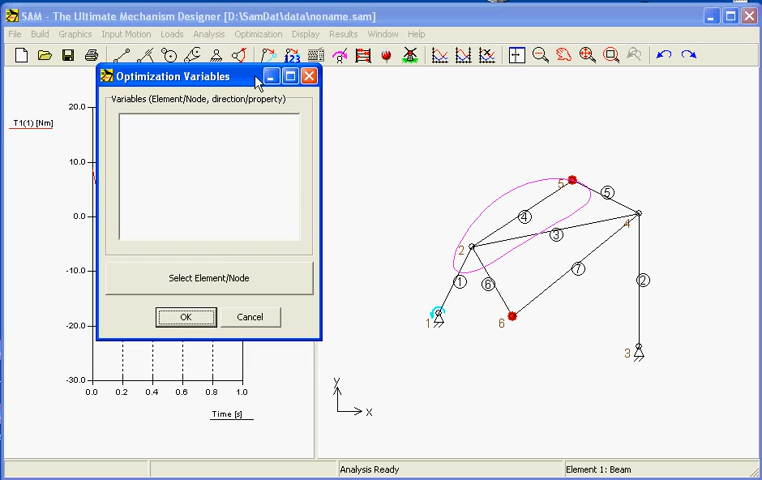 SAM - The Ultimate Mechanism Designer [D:\SamDat\data\noname.sam]
File Build Graphics Input Motion Loads Analysis Optimization Display Results Window Help
123
Optimization Variables
Variables (Element/Node, direction/property)
Select Element/Node
OK Cancel
T1(1) [Nm]
20.0
10.0
0.0
-10.0
-20.0
-30.0
0.0 0.2 0.4 0.6 0.8 1.0
Time [s]
5
5
4
4
3
2
7
1
6
2
1
6
3
y
x
Analysis Ready
Element 1: Beam